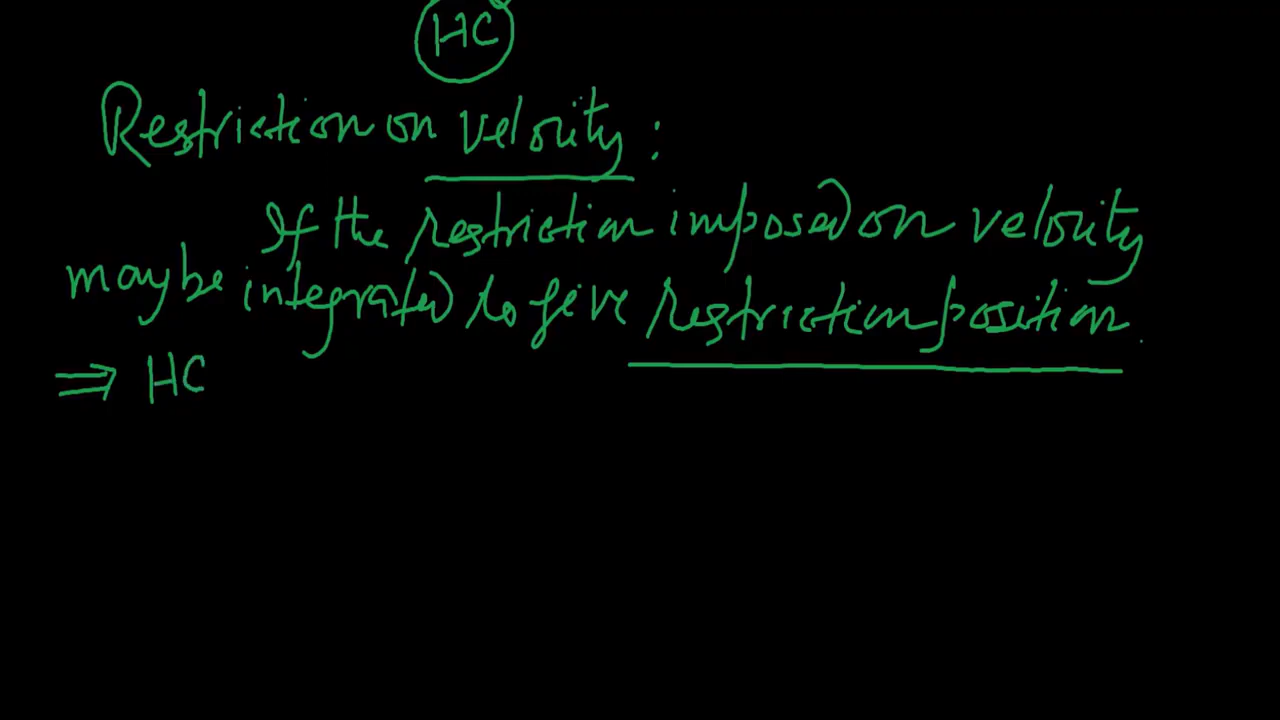 HC
Restriction on velocity:
If the restriction imposed on velocity
may be integrated to give restriction position.
⇒ HC